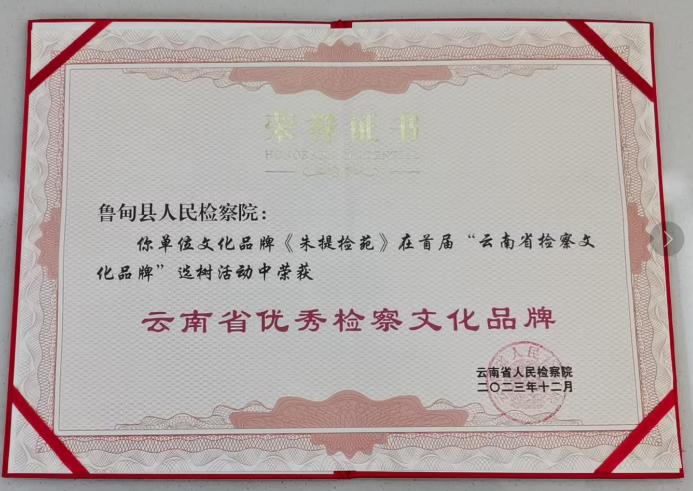 荣誉证书
鲁甸县人民检察院：
你单位文化品牌《朱提检苑》在首届“云南省检察文
化品牌”选树活动中荣获
云南省优秀检察文化品牌
云南省人民检察院
二〇二三年十二月